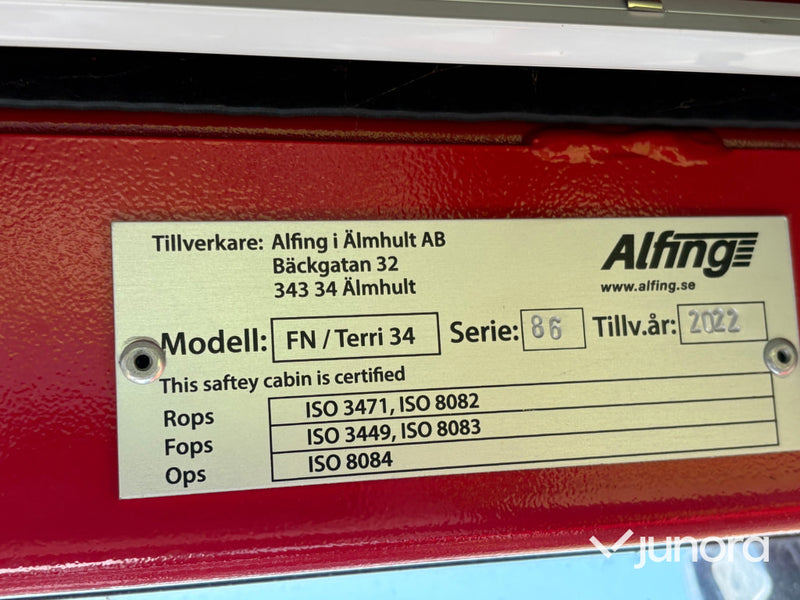 Tillverkare: Alfing i Älmhult AB
Bäckgatan 32
343 34 Älmhult
Alfing
www.alfing.se
Modell: FN / Terri 34 Serie: 86 Tillv.år: 2022
This saftey cabin is certified
Rops ISO 3471, ISO 8082
Fops ISO 3449, ISO 8083
Ops ISO 8084
junora